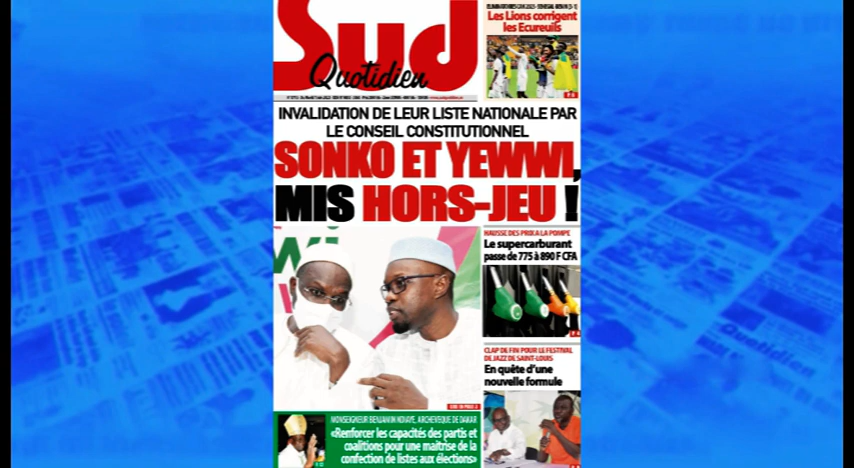 Sud
Quotidien
Les Lions corrigent
les Ecureuils
INVALIDATION DE LEUR LISTE NATIONALE PAR
LE CONSEIL CONSTITUTIONNEL
SONKO ET YEWWI,
MIS HORS-JEU !
HAUSSE DES PRIX A LA POMPE
Le supercarburant
passe de 775 à 890 F CFA
CLAP DE FIN POUR LE FESTIVAL
DE JAZZ DE SAINT-LOUIS
En quête d'une
nouvelle formule
MONSEIGNEUR BENJAMIN NDIAYE, ARCHEVEQUE DE DAKAR
«Renforcer les capacités des partis et
coalitions pour une maîtrise de la
confection de listes aux élections»
Quotidien